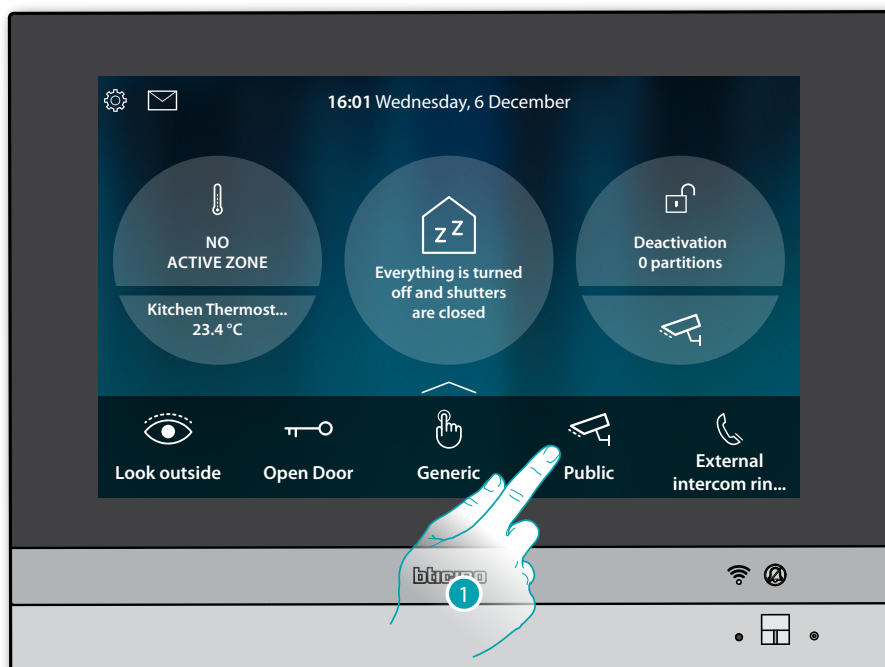 16:01 Wednesday, 6 December
NO
ACTIVE ZONE
Kitchen Thermost...
23.4 °C
z Z
Everything is turned
off and shutters
are closed
Deactivation
0 partitions
Look outside
Open Door
Generic
Public
External
intercom rin...
bticino
1